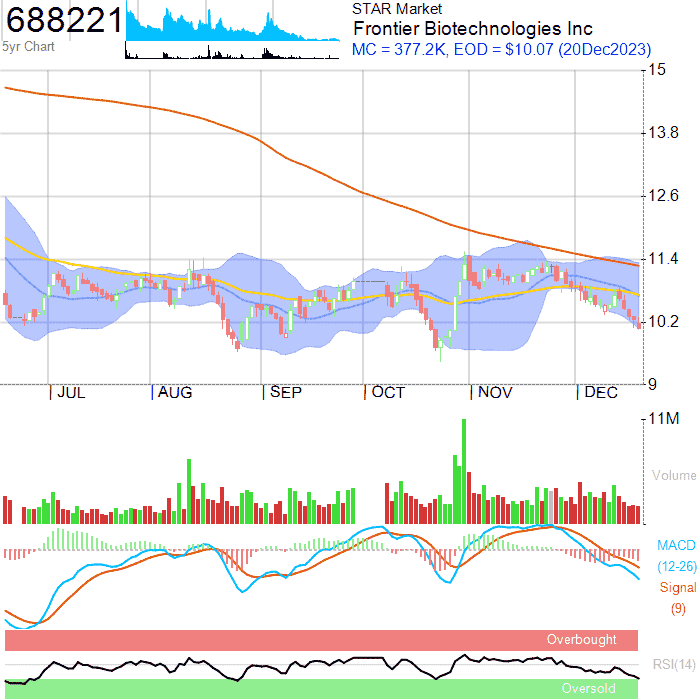 688221
5yr Chart
STAR Market
Frontier Biotechnologies Inc
MC = 377.2K, EOD = $10.07 (20Dec2023)
15
13.8
12.6
11.4
10.2
9
JUL AUG SEP OCT NOV DEC
11M
Volume
MACD
(12-26)
Signal
(9)
Overbought
RSI(14)
Oversold